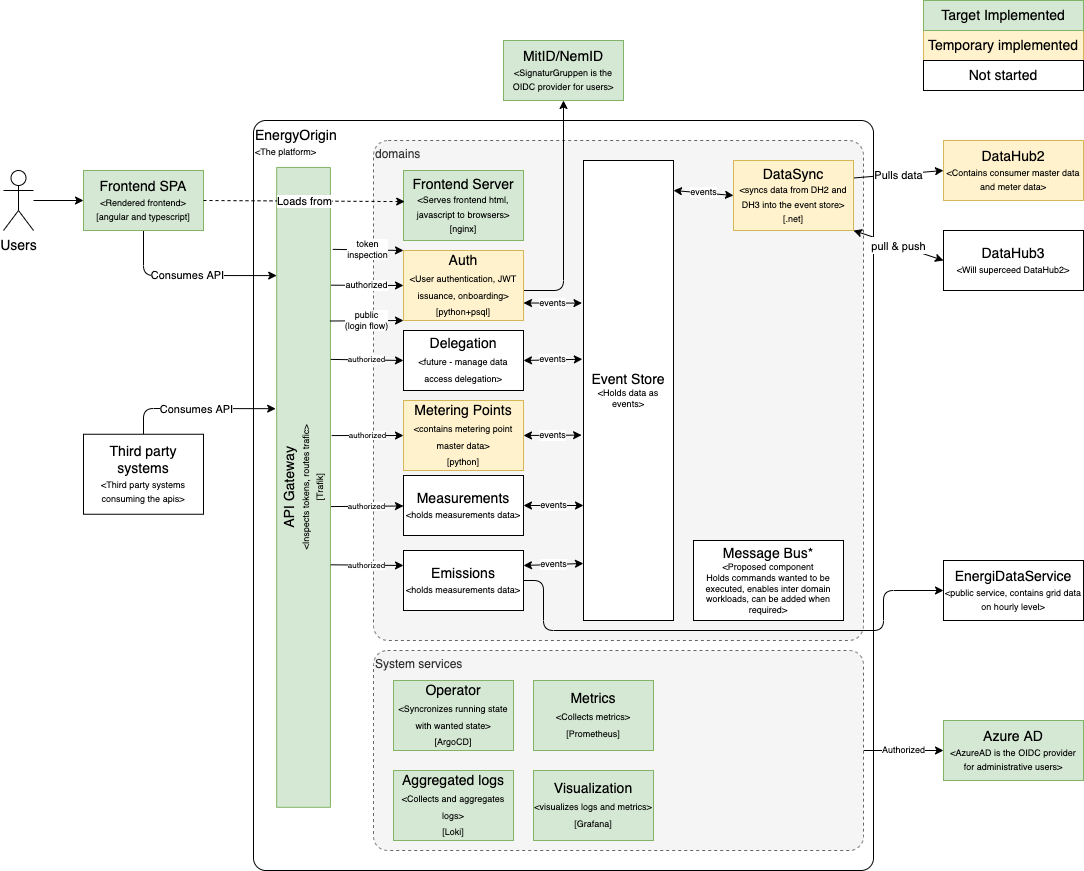 Target Implemented
Temporary implemented
Not started
MitID/NemID
<SignaturGruppen is the
OIDC provider for users>
EnergyOrigin
<The platform>
domains
Users
Frontend SPA
<Rendered frontend>
[angular and typescript]
Loads from
Consumes API
Frontend Server
<Serves frontend html,
javascript to browsers>
[nginx]
token
inspection
authorized
public
(login flow)
Auth
<User authentication, JWT
issuance, onboarding>
[python+psql]
events
authorized
Delegation
<future - manage data
access delegation>
events
authorized
Metering Points
<contains metering point
master data>
[python]
events
authorized
Measurements
<holds measurements data>
events
authorized
Emissions
<holds measurements data>
events
Event Store
<Holds data as
events>
events
DataSync
<syncs data from DH2 and
DH3 into the event store>
[.net]
Pulls data
DataHub2
<Contains consumer master data
and meter data>
pull & push
DataHub3
<Will superceed DataHub2>
Consumes API
Third party
systems
<Third party systems
consuming the apis>
API Gateway
<Inspects tokens, routes trafic>
[Trafik]
Message Bus*
<Proposed component
Holds commands wanted to be
executed, enables inter domain
workloads, can be added when
required>
EnergiDataService
<public service, contains grid data
on hourly level>
System services
Operator
<Syncronizes running state
with wanted state>
[ArgoCD]
Metrics
<Collects metrics>
[Prometheus]
Aggregated logs
<Collects and aggregates
logs>
[Loki]
Visualization
<visualizes logs and metrics>
[Grafana]
Authorized
Azure AD
<AzureAD is the OIDC provider
for administrative users>